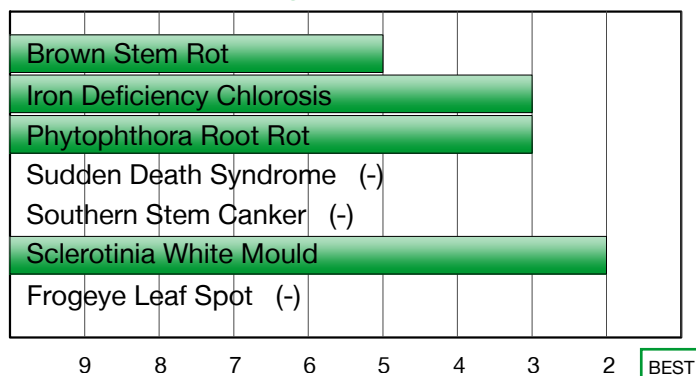 Brown Stem Rot
Iron Deficiency Chlorosis
Phytophthora Root Rot
Sudden Death Syndrome (-)
Southern Stem Canker (-)
Sclerotinia White Mould
Frogeye Leaf Spot (-)
9 8 7 6 5 4 3 2 BEST